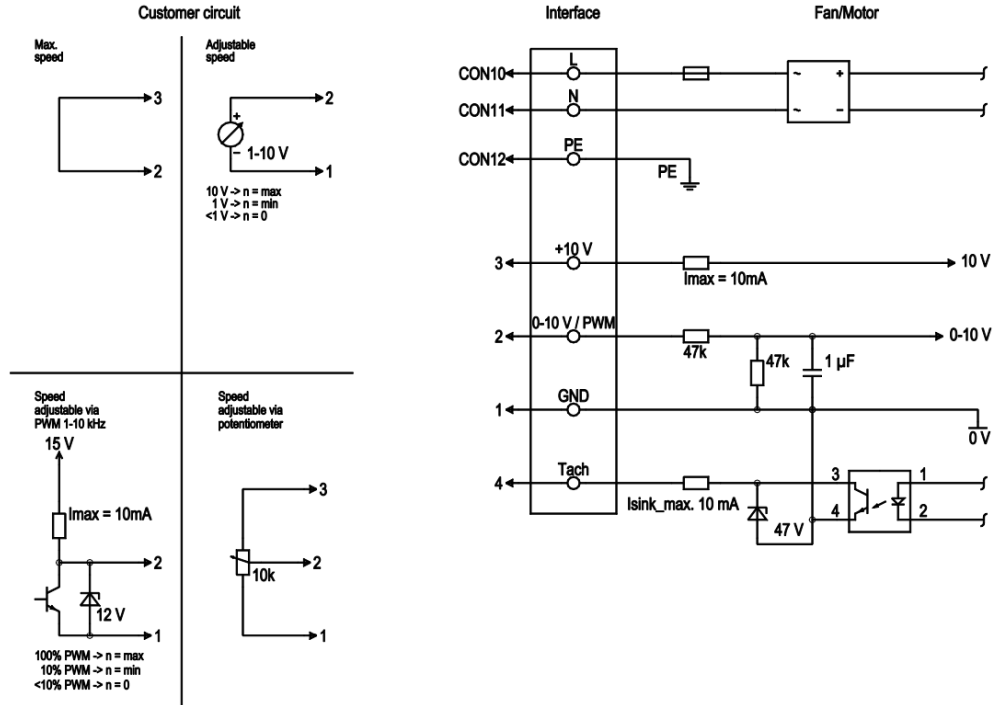 Customer circuit
Interface
Fan/Motor
Max.
speed
3
2
Adjustable
speed
2
+
– 1-10 V
1
10 V -> n = max
1 V -> n = min
<1 V -> n = 0
Speed
adjustable via
PWM 1-10 kHz
15 V
Imax = 10mA
2
12 V
1
100% PWM -> n = max
10% PWM -> n = min
<10% PWM -> n = 0
Speed
adjustable via
potentiometer
3
2
10k
1
L
CON10
~ +
N
CON11
~ –
PE
CON12
PE
+10 V
3
10 V
Imax = 10mA
0-10 V / PWM
2
0-10 V
47k
47k
1 µF
GND
1
0 V
Tach
4
3
1
Isink_max. 10 mA
4
2
47 V